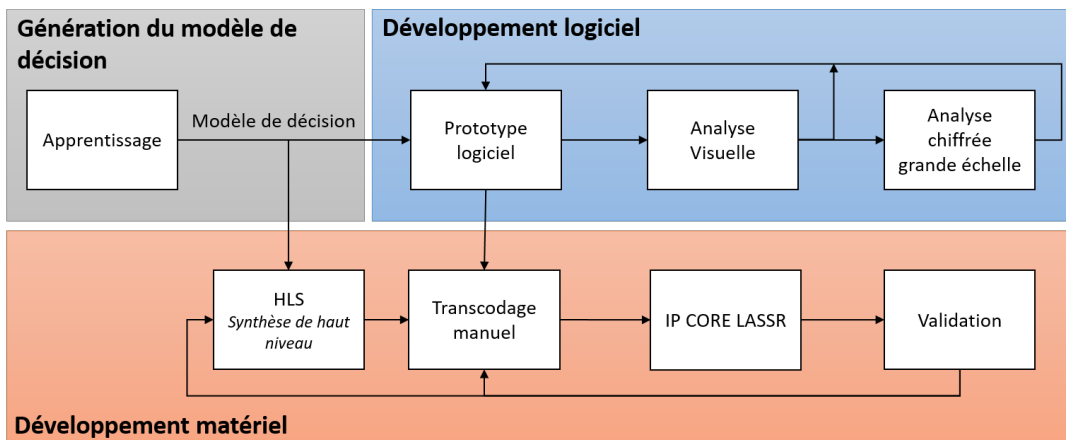 Génération du modèle de
décision
Apprentissage
Modèle de décision
Développement logiciel
Prototype
logiciel
Analyse
Visuelle
Analyse
chiffrée
grande échelle
HLS
Synthèse de haut
niveau
Transcodage
manuel
IP CORE LASSR
Validation
Développement matériel